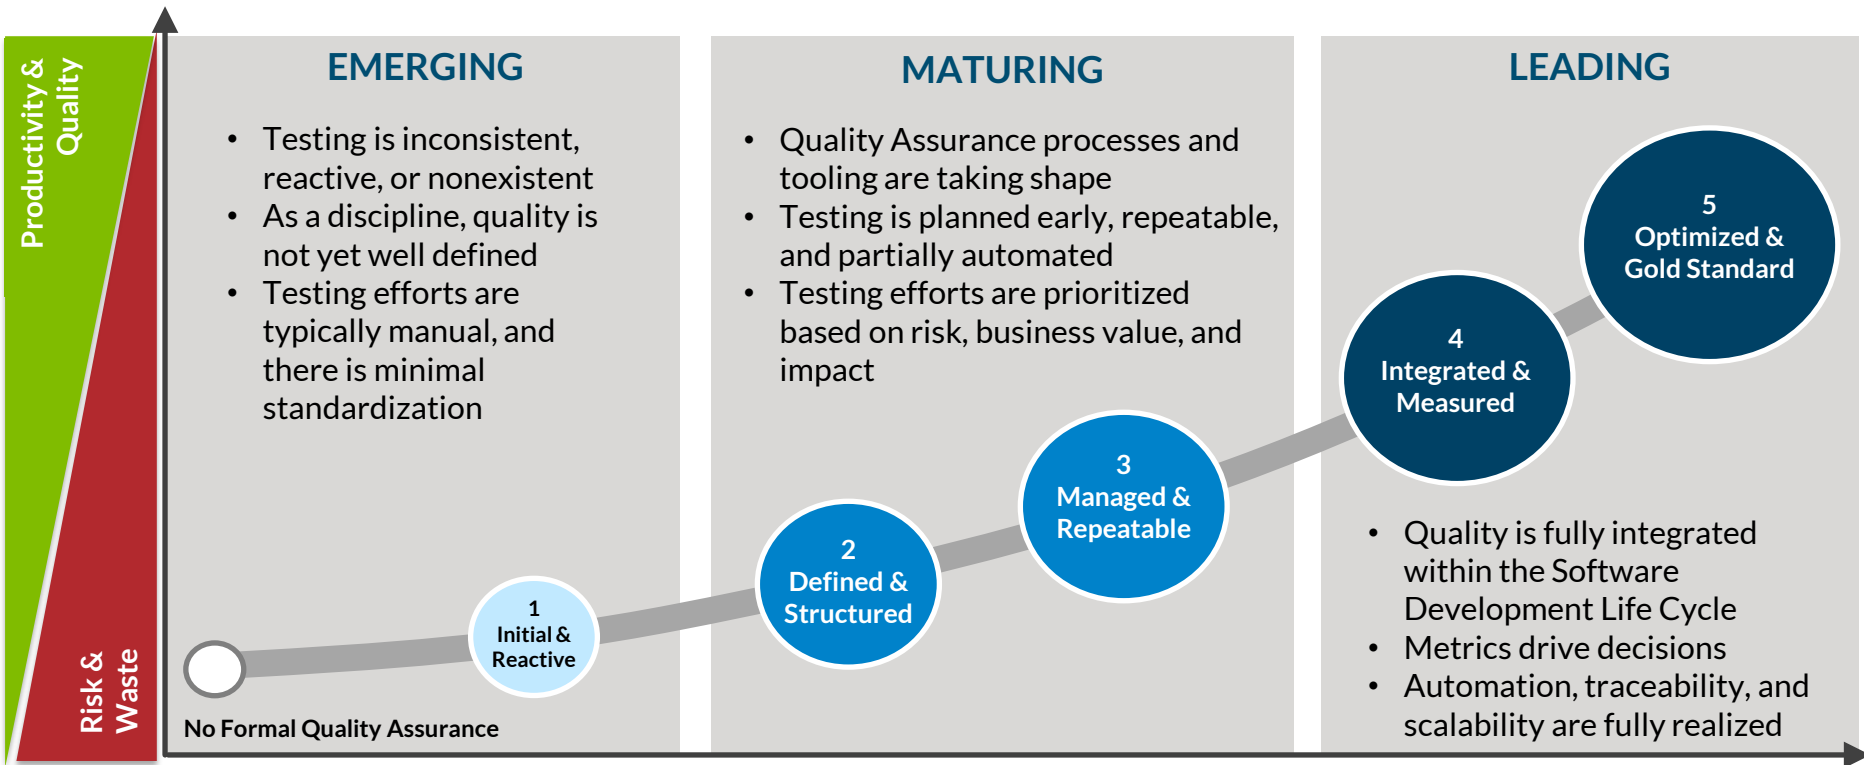 Productivity &
Quality
Risk &
Waste
EMERGING
• Testing is inconsistent,
reactive, or nonexistent
• As a discipline, quality is
not yet well defined
• Testing efforts are
typically manual, and
there is minimal
standardization
No Formal Quality Assurance
1
Initial &
Reactive
MATURING
• Quality Assurance processes and
tooling are taking shape
• Testing is planned early, repeatable,
and partially automated
• Testing efforts are prioritized
based on risk, business value, and
impact
2
Defined &
Structured
3
Managed &
Repeatable
LEADING
4
Integrated &
Measured
5
Optimized &
Gold Standard
• Quality is fully integrated
within the Software
Development Life Cycle
• Metrics drive decisions
• Automation, traceability, and
scalability are fully realized